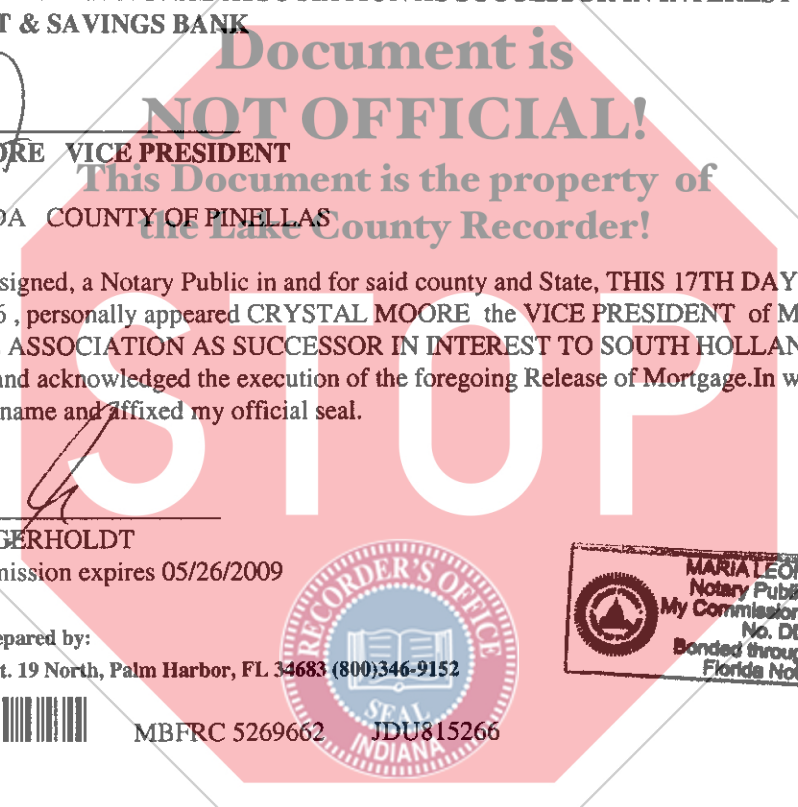 T & SAVINGS BANK
Document is
NOT OFFICIAL!
ORE VICE PRESIDENT
This Document is the property of
DA COUNTY OF PINELLAS
the Lake County Recorder!
signed, a Notary Public in and for said county and State, THIS 17TH DAY
6 , personally appeared CRYSTAL MOORE the VICE PRESIDENT of M
ASSOCIATION AS SUCCESSOR IN INTEREST TO SOUTH HOLLAN
and acknowledged the execution of the foregoing Release of Mortgage.In w
name and affixed my official seal.
STOP
GERHOLDT
mission expires 05/26/2009
MARIA LEO
Notary Publi
My Commission
No. DD
Bonded throug
Florida Not
epared by:
t. 19 North, Palm Harbor, FL 34683 (800)346-9152
MBFRC 5269662 JDU815266
RECORDER'S OFFICE
SEAL
INDIANA